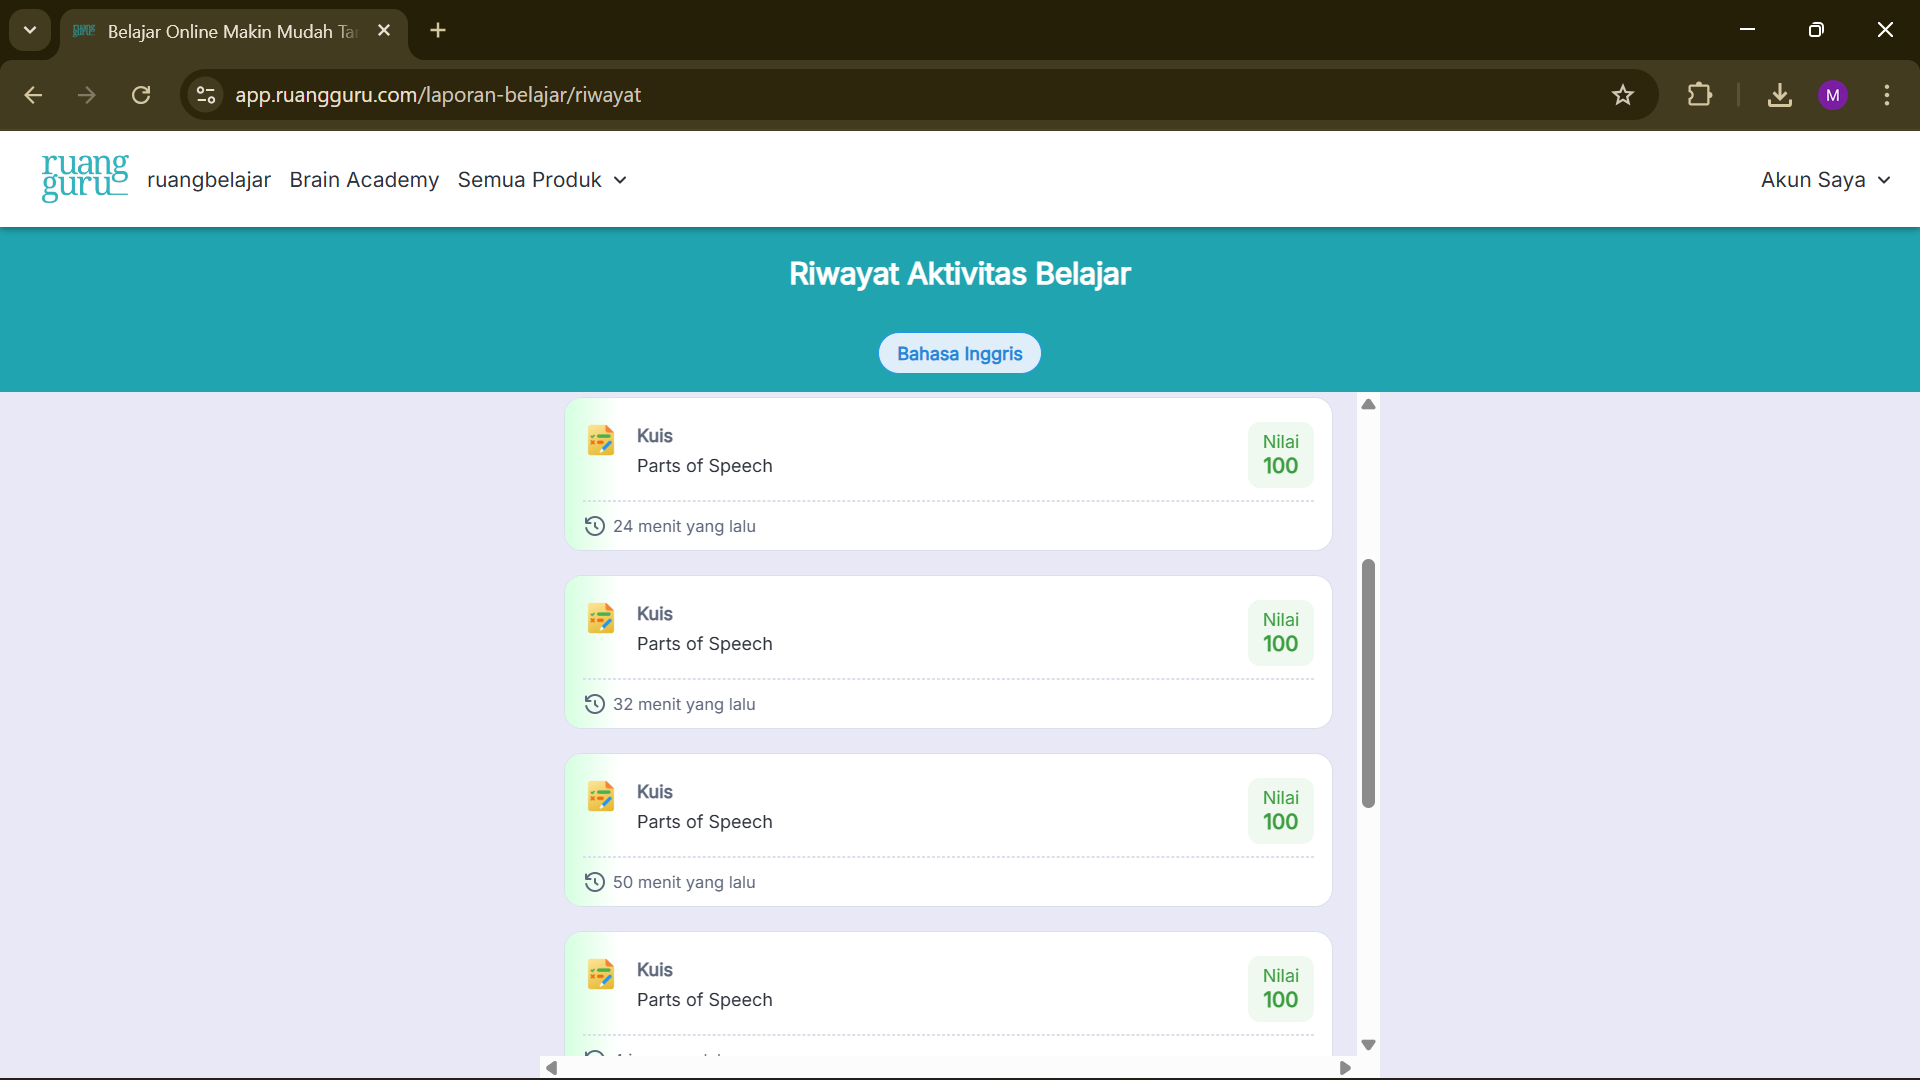 Belajar Online Makin Mudah Ta
app.ruangguru.com/laporan-belajar/riwayat
M
ruang
guru
ruangbelajar
Brain Academy
Semua Produk
Akun Saya
Riwayat Aktivitas Belajar
Bahasa Inggris
Kuis
Parts of Speech
Nilai
100
24 menit yang lalu
Kuis
Parts of Speech
Nilai
100
32 menit yang lalu
Kuis
Parts of Speech
Nilai
100
50 menit yang lalu
Kuis
Parts of Speech
Nilai
100